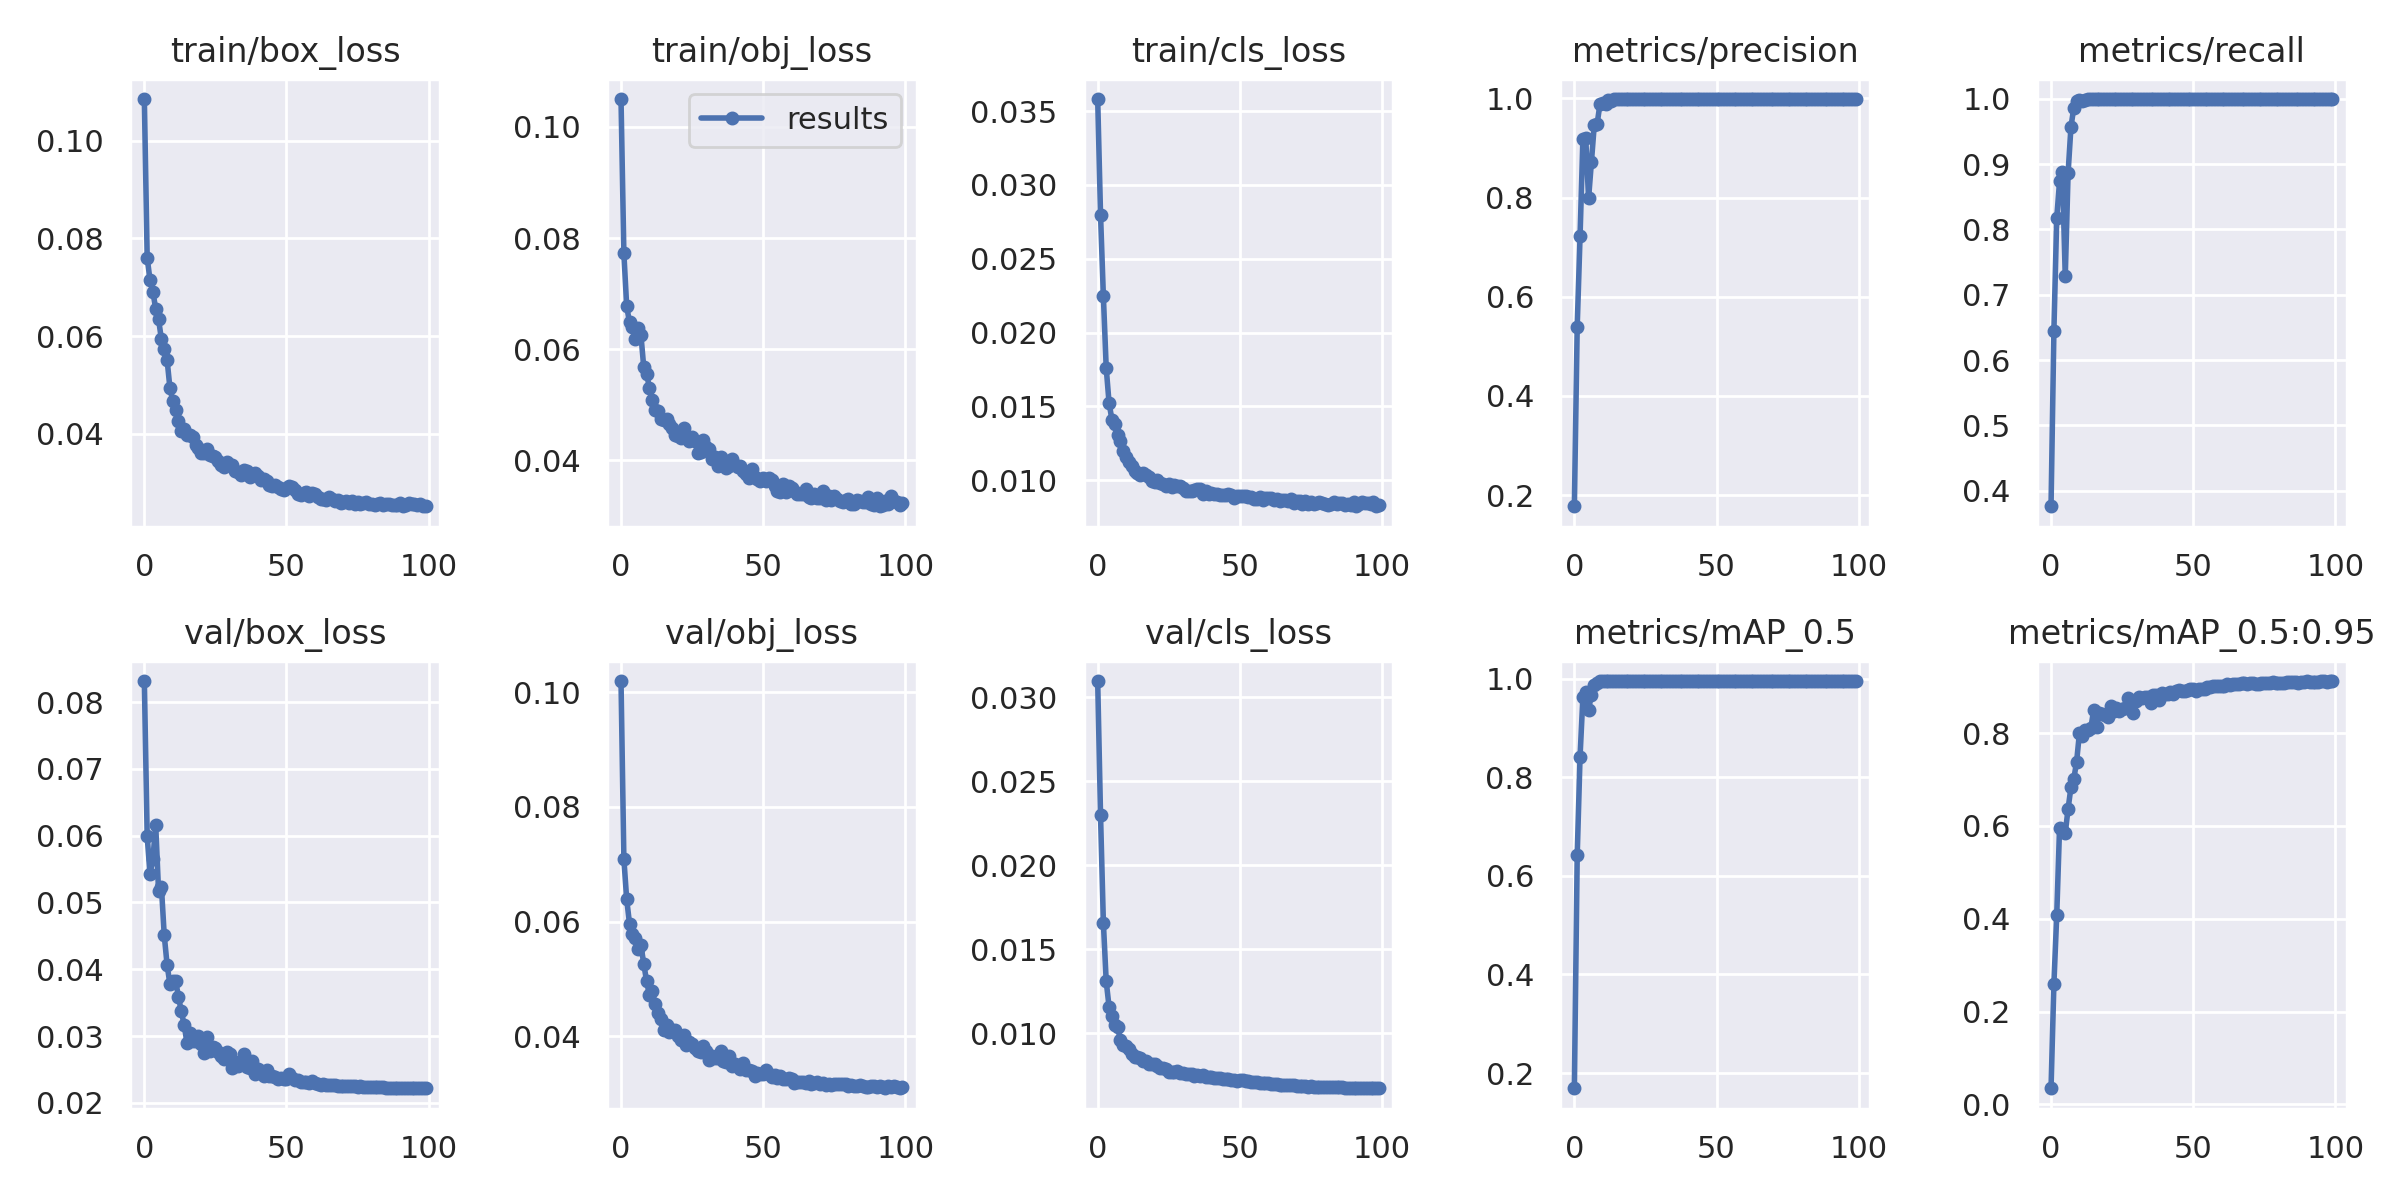 train/box_loss
0.10
0.08
0.06
0.04
0 50 100
train/obj_loss
results
0.10
0.08
0.06
0.04
0 50 100
train/cls_loss
0.035
0.030
0.025
0.020
0.015
0.010
0 50 100
metrics/precision
1.0
0.8
0.6
0.4
0.2
0 50 100
metrics/recall
1.0
0.9
0.8
0.7
0.6
0.5
0.4
0 50 100
val/box_loss
0.08
0.07
0.06
0.05
0.04
0.03
0.02
0 50 100
val/obj_loss
0.10
0.08
0.06
0.04
0 50 100
val/cls_loss
0.030
0.025
0.020
0.015
0.010
0 50 100
metrics/mAP_0.5
1.0
0.8
0.6
0.4
0.2
0 50 100
metrics/mAP_0.5:0.95
0.8
0.6
0.4
0.2
0.0
0 50 100